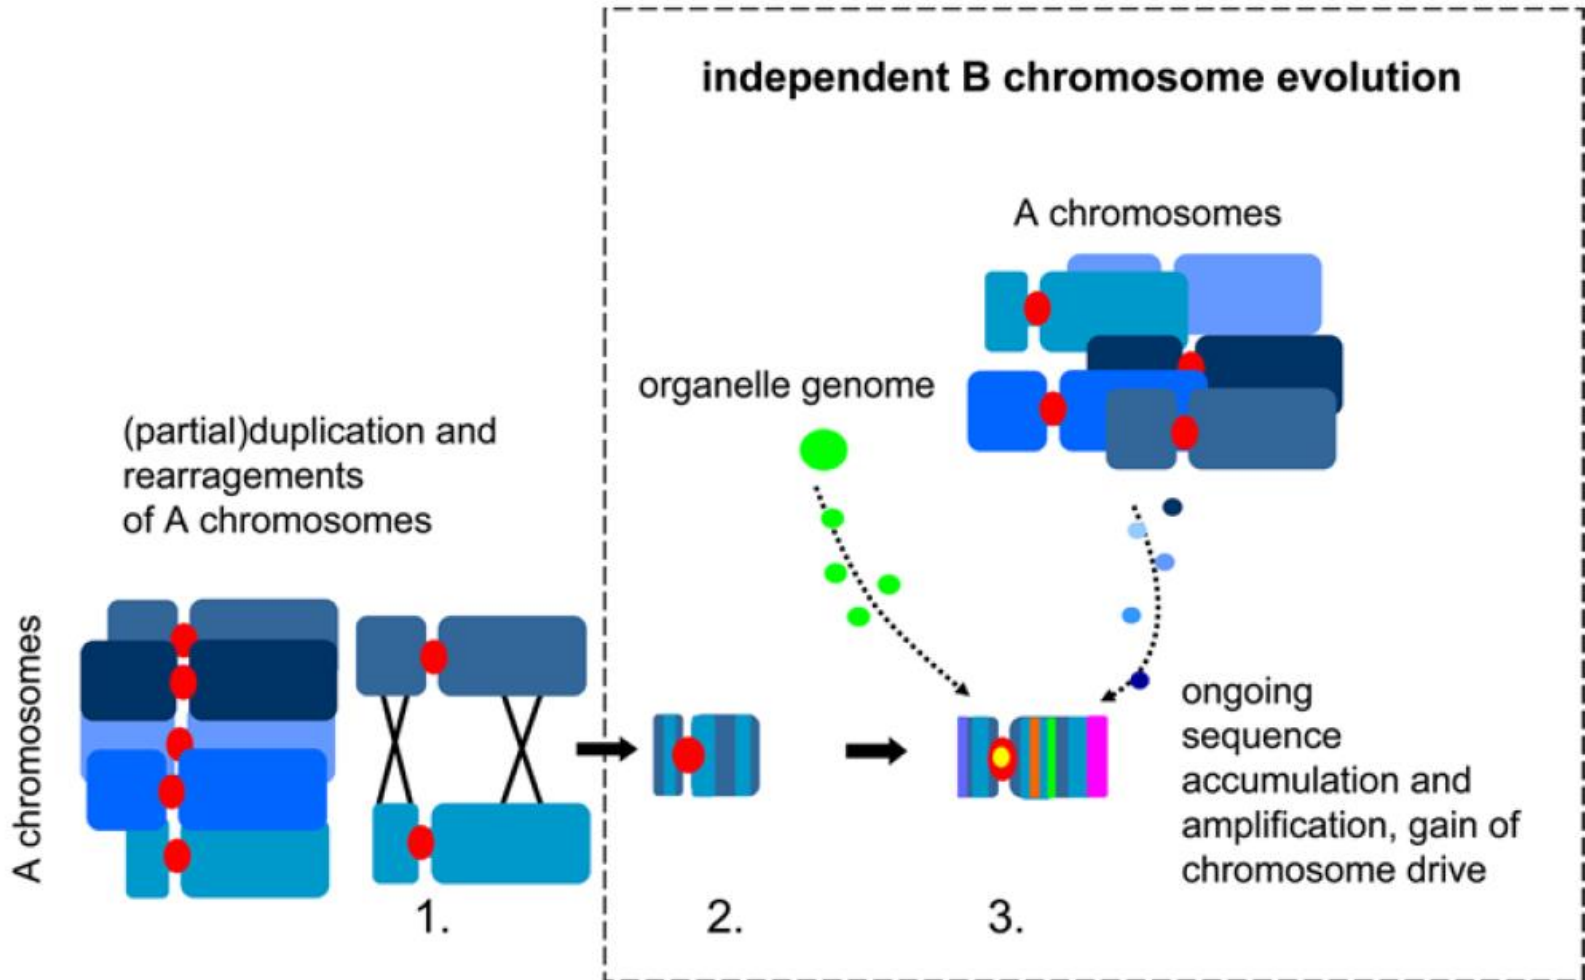 independent B chromosome evolution
A chromosomes
organelle genome
(partial)duplication and
rearragements
of A chromosomes
A chromosomes
ongoing
sequence
accumulation and
amplification, gain of
chromosome drive
1.
2.
3.